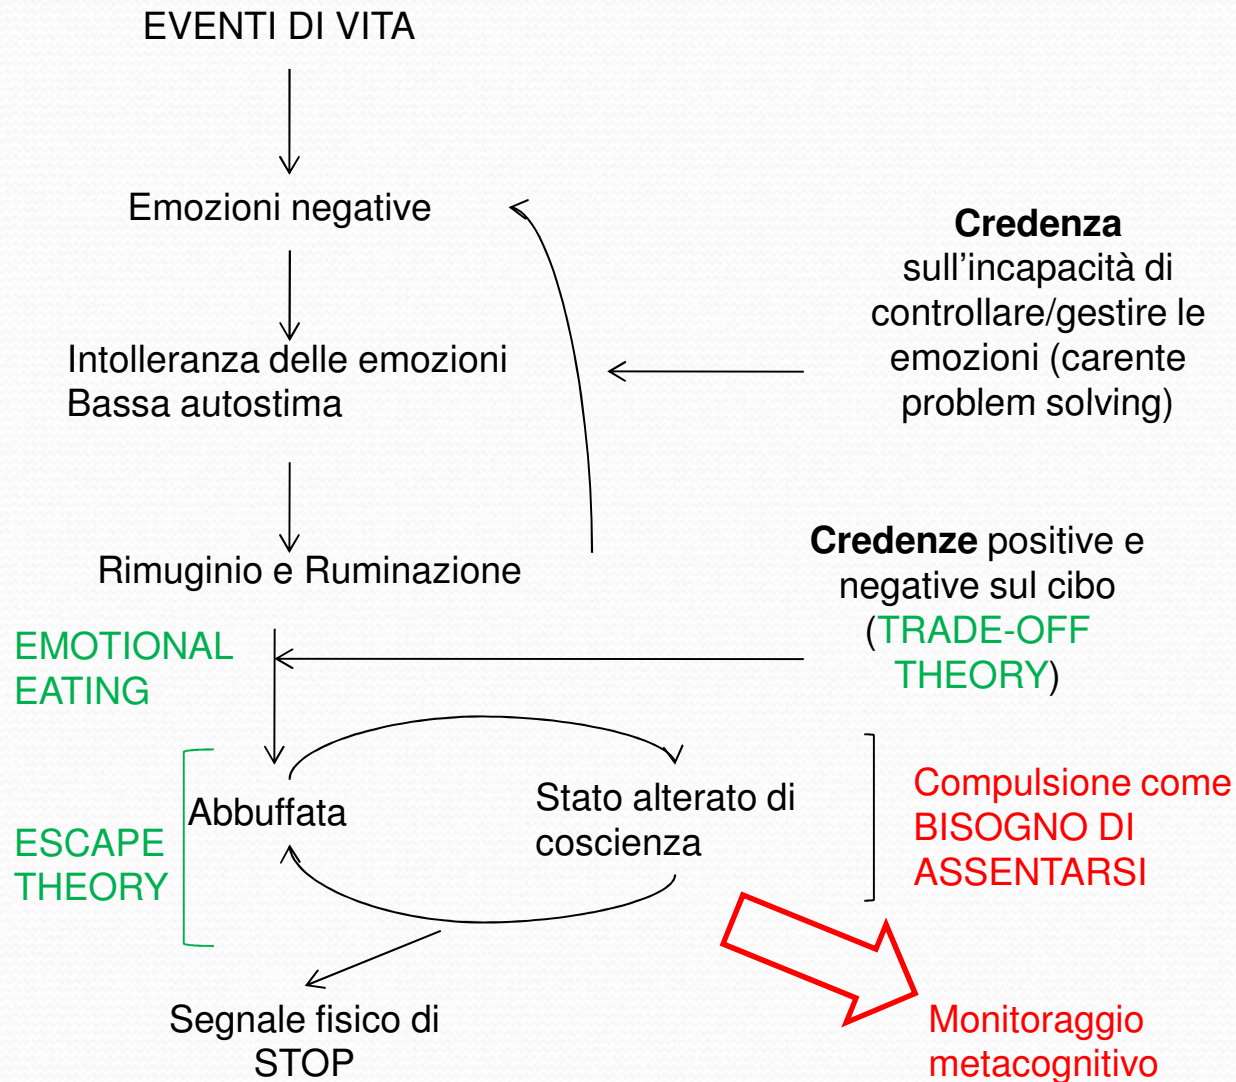 EVENTI DI VITA
Emozioni negative
Credenza
sull'incapacità di
controllare/gestire le
emozioni (carente
problem solving)
Intolleranza delle emozioni
Bassa autostima
Rimuginio e Ruminazione
Credenze positive e
negative sul cibo
(TRADE-OFF
THEORY)
EMOTIONAL
EATING
Abbuffata
Stato alterato di
coscienza
ESCAPE
THEORY
Compulsione come
BISOGNO DI
ASSENTARSI
Segnale fisico di
STOP
Monitoraggio
metacognitivo